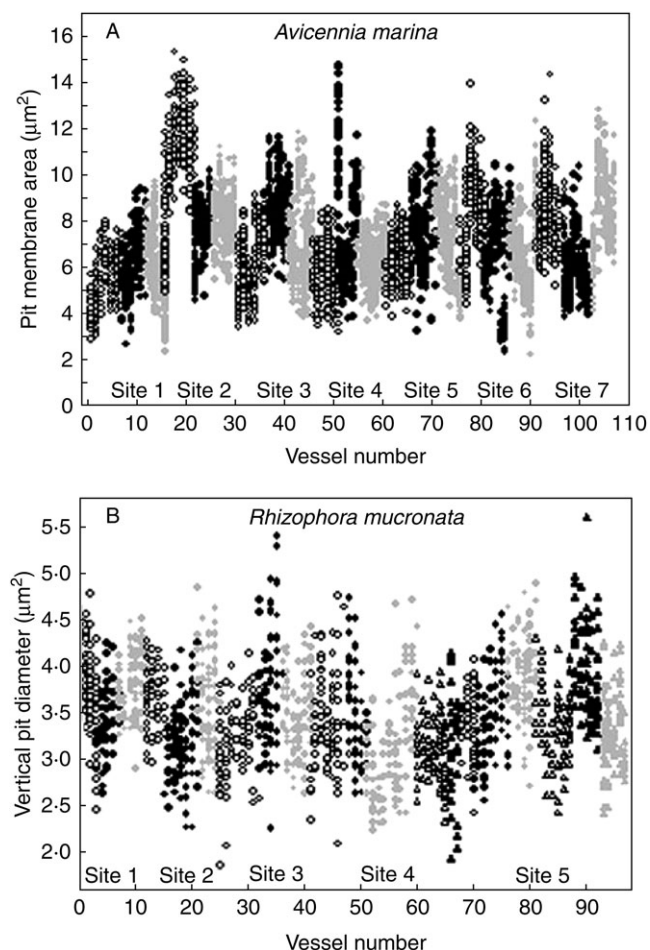 A
Avicennia marina
Pit membrane area (μm²)
16
14
12
10
8
6
4
2
0
Site 1 Site 2 Site 3 Site 4 Site 5 Site 6 Site 7
0 10 20 30 40 50 60 70 80 90 100 110
Vessel number
B
Rhizophora mucronata
Vertical pit diameter (μm²)
5·5
5·0
4·5
4·0
3·5
3·0
2·5
2·0
Site 1 Site 2 Site 3 Site 4 Site 5
0 10 20 30 40 50 60 70 80 90
Vessel number